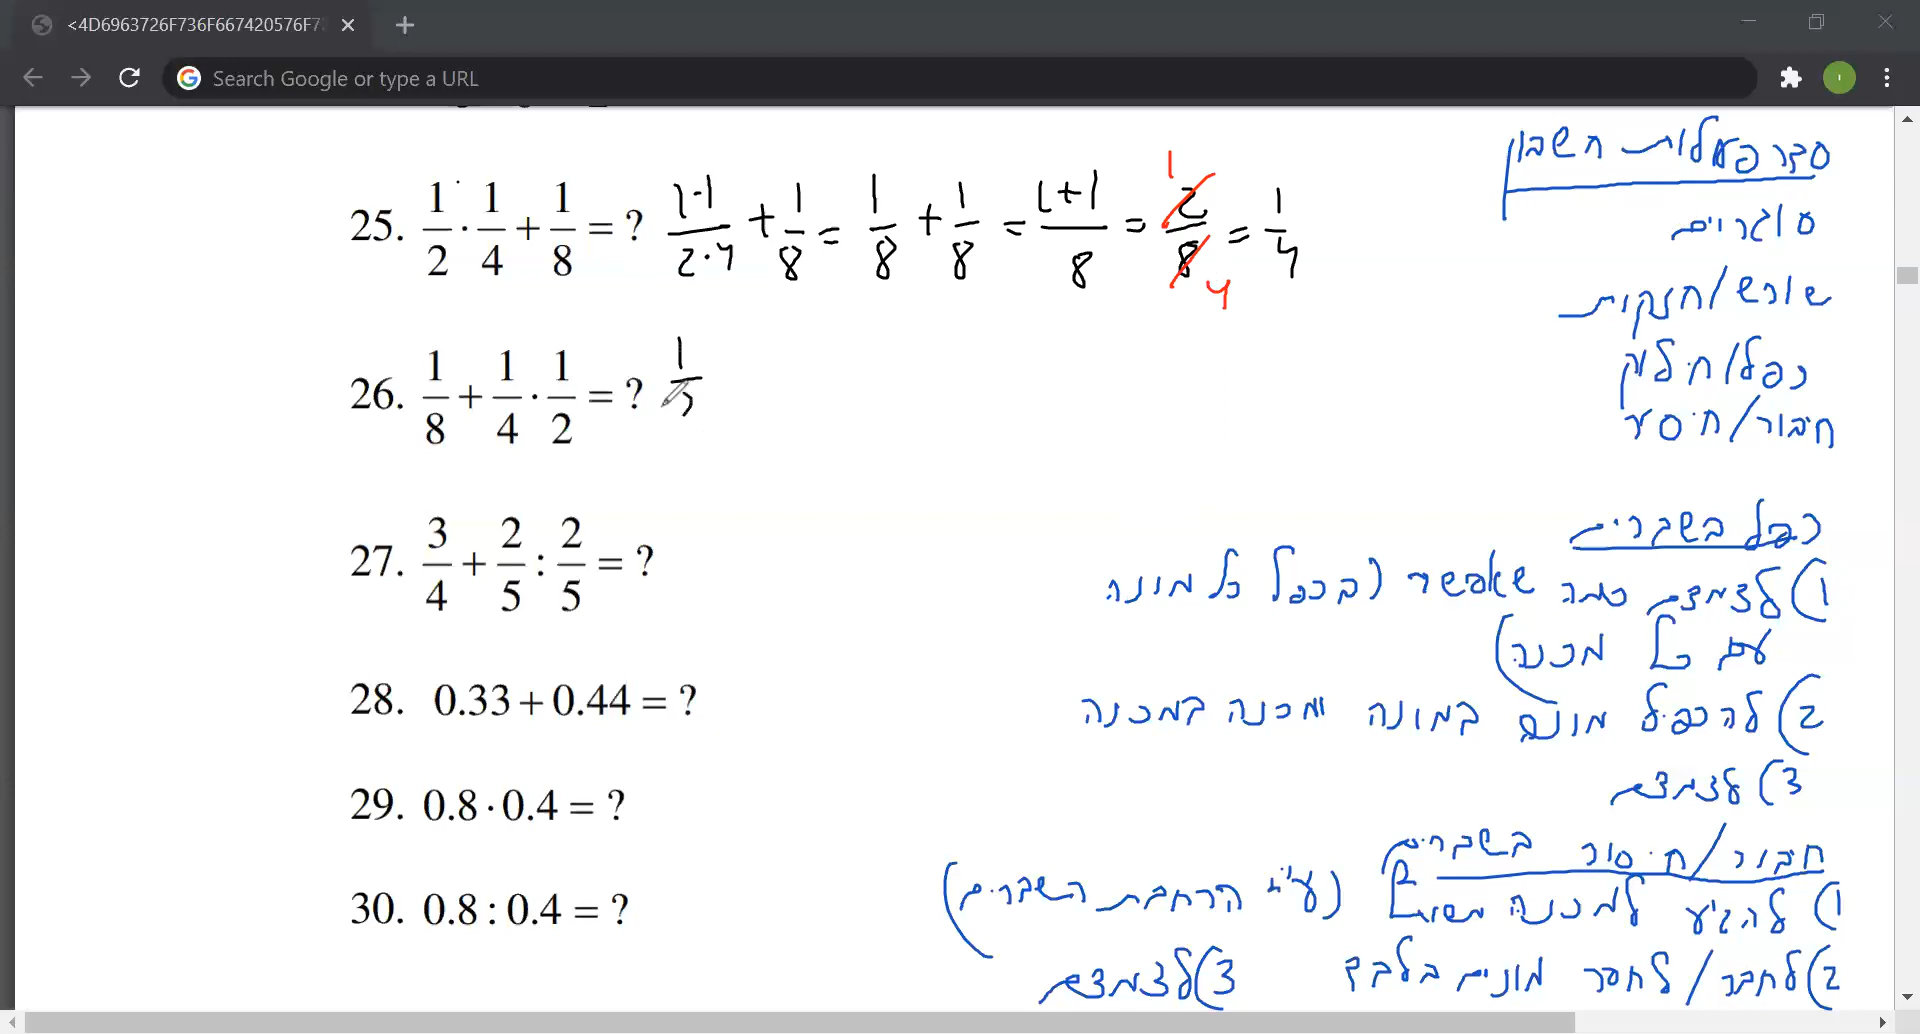 <4D6963726F736F667420576F7
Search Google or type a URL
25. 1/2 · 1/4 + 1/8 = ? 1·1/2·4 + 1/8 = 1/8 + 1/8 = 1+1/8 = 2/8 = 1/4
1
4
26. 1/8 + 1/4 · 1/2 = ? 1/
27. 3/4 + 2/5 : 2/5 = ?
28. 0.33 + 0.44 = ?
29. 0.8 · 0.4 = ?
30. 0.8 : 0.4 = ?
סדר פעולות חשבון
סוגריים
שורש/חזקות
כפל/חילוק
חיבור/חיסור
כפל בשברים
1) לצמצם כמה שאפשר (בכפל כל מונה
עם כל מכנה)
2) להכפיל מונה במונה ומכנה במכנה
3) לצמצם
חיבור/חיסור בשברים
1) להגיע למכנה משותף (ע"י הרחבת השברים)
2) לחבר/לחסר מונים בלבד 3) לצמצם